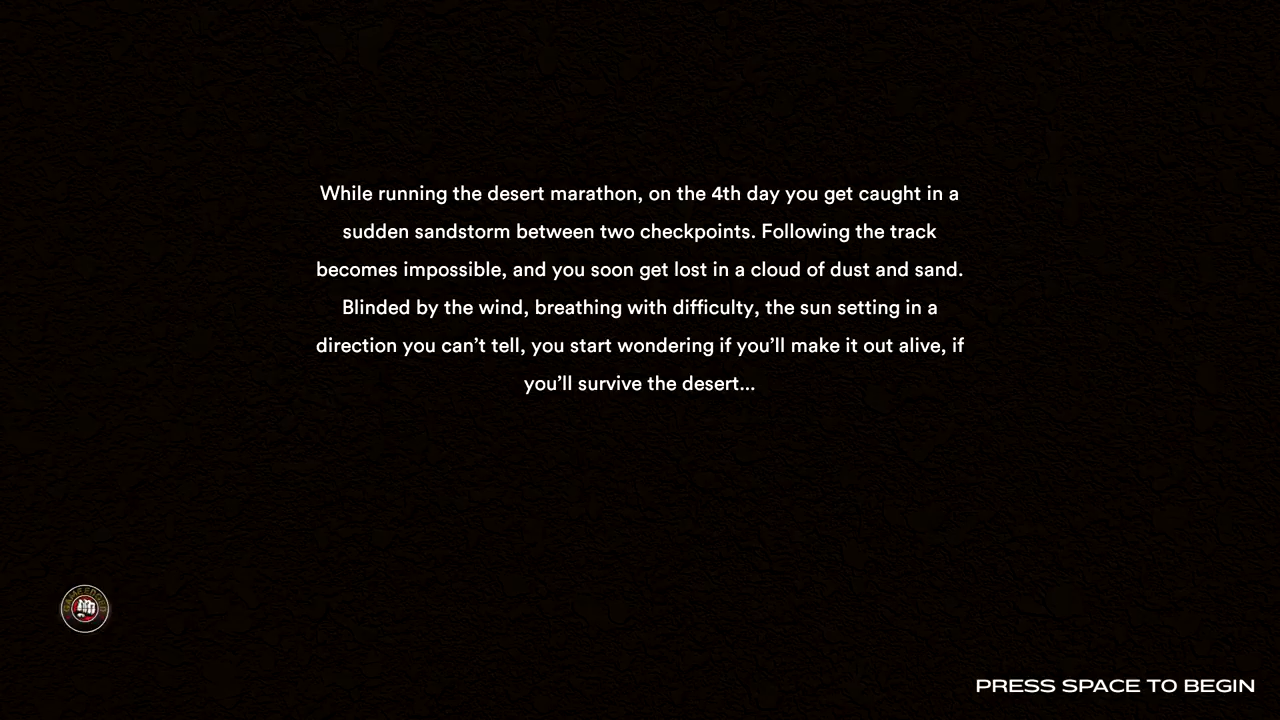 While running the desert marathon, on the 4th day you get caught in a
sudden sandstorm between two checkpoints. Following the track
becomes impossible, and you soon get lost in a cloud of dust and sand.
Blinded by the wind, breathing with difficulty, the sun setting in a
direction you can’t tell, you start wondering if you’ll make it out alive, if
you’ll survive the desert...
GAME EDGED
PRESS SPACE TO BEGIN